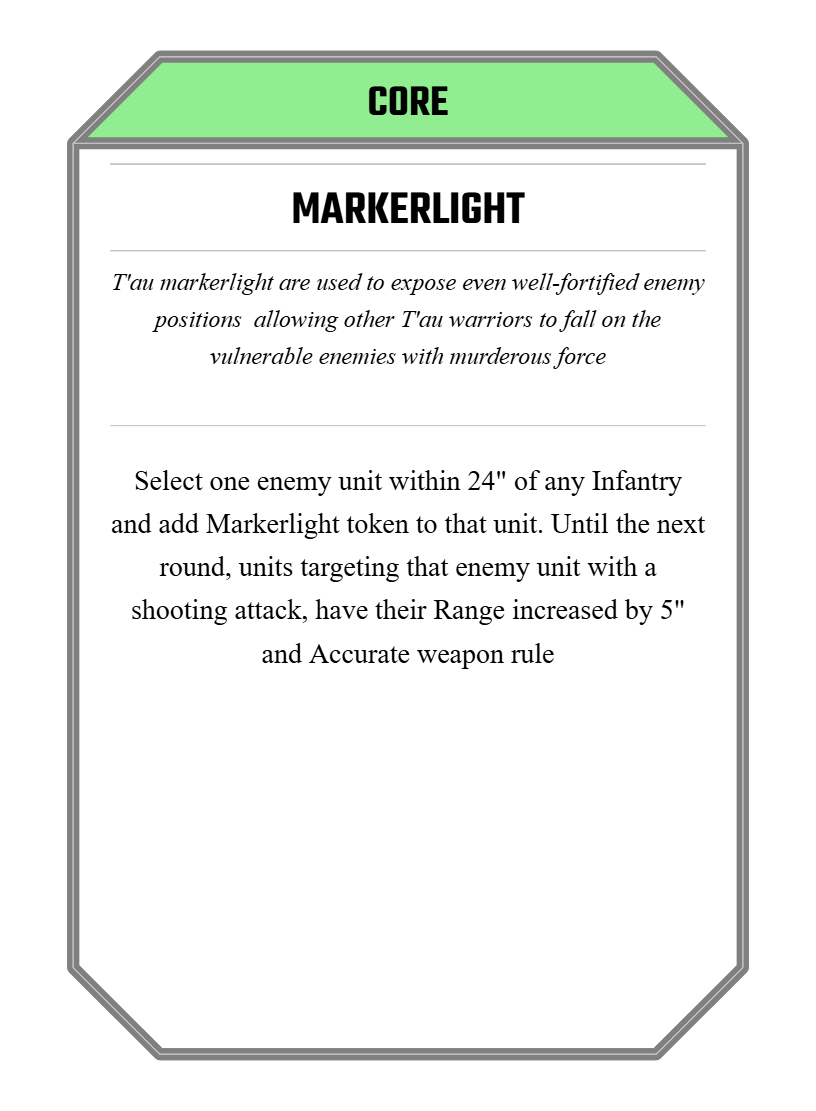 CORE
MARKERLIGHT
T'au markerlight are used to expose even well-fortified enemy
positions  allowing other T'au warriors to fall on the
vulnerable enemies with murderous force
Select one enemy unit within 24" of any Infantry
and add Markerlight token to that unit. Until the next
round, units targeting that enemy unit with a
shooting attack, have their Range increased by 5"
and Accurate weapon rule